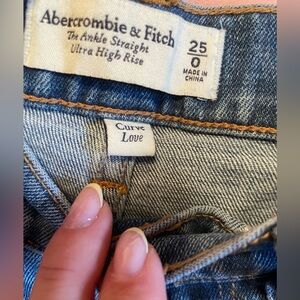 Abercrombie & Fitch
The Ankle Straight
Ultra High Rise
25
0
MADE IN
CHINA
Curve
Love